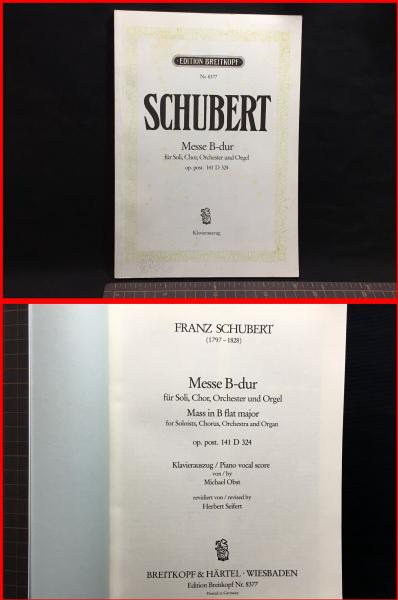 EDITION BREITKOPF
Nr. 8377
SCHUBERT
Messe B-dur
für Soli, Chor, Orchester und Orgel
op. post. 141 D 324
Klavierauszug
FRANZ SCHUBERT
(1797–1828)
Messe B-dur
für Soli, Chor, Orchester und Orgel
Mass in B flat major
for Soloists, Chorus, Orchestra and Organ
op. post. 141 D 324
Klavierauszug / Piano vocal score
von / by
Michael Obst
revidiert von / revised by
Herbert Seifert
BREITKOPF & HÄRTEL · WIESBADEN
Edition Breitkopf Nr. 8377
Printed in Germany